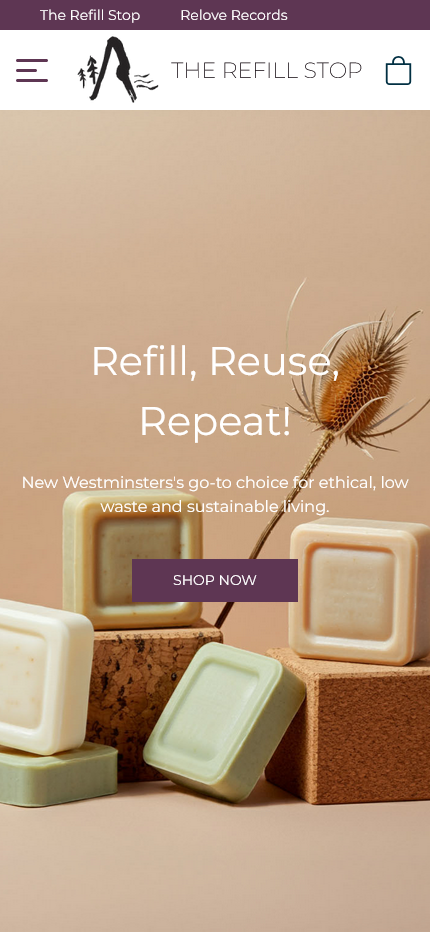 The Refill Stop Relove Records
THE REFILL STOP
Refill, Reuse,
Repeat!
New Westminsters's go-to choice for ethical, low
waste and sustainable living.
SHOP NOW